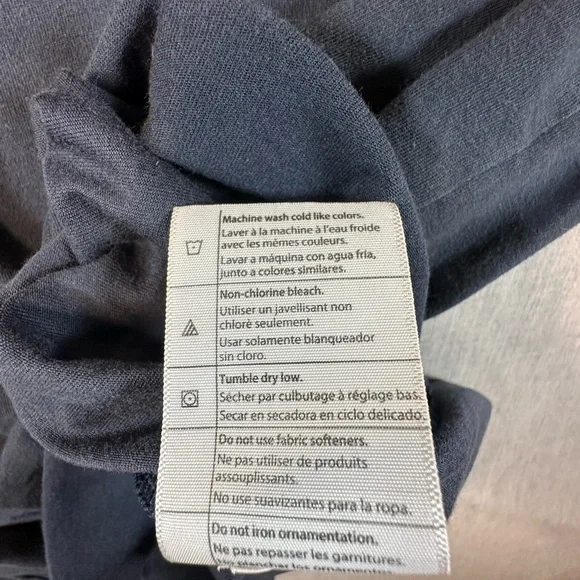 Machine wash cold like colors.
Laver à la machine à l'eau froide
avec les mêmes couleurs.
Lavar a máquina con agua fría,
junto a colores similares.
Non-chlorine bleach.
Utiliser un javellisant non
chloré seulement.
Usar solamente blanqueador
sin cloro.
Tumble dry low.
Sécher par culbutage à réglage bas.
Secar en secadora en ciclo delicado.
Do not use fabric softeners.
Ne pas utiliser de produits
assouplissants.
No use suavizantes para la ropa.
Do not iron ornamentation.
Ne pas repasser les garnitures.